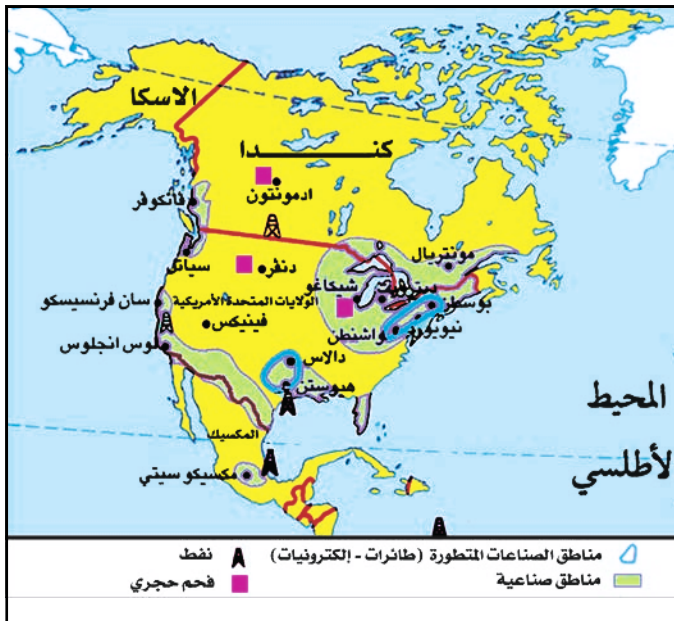 الاسكا
كنــــــدا
ادمونتون
فانكوفر
سياتل
مونتريال
دنفر
شيكاغو
بوسطن
سان فرنسيسكو
الولايات المتحدة الأمريكية
نيويورك
فينيكس
واشنطن
لوس انجلوس
دالاس
هيوستن
المحيط
الأطلسي
المكسيك
مكسيكو سيتي
مناطق الصناعات المتطورة (طائرات - إلكترونيات)
نفط
مناطق صناعية
فحم حجري